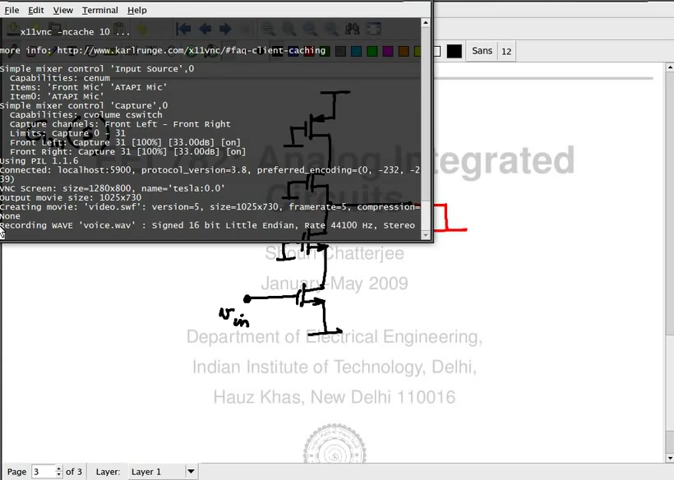 File Edit View Terminal Help
x11vnc -ncache 10 ...
more info: http://www.karlrunge.com/x11vnc/#faq-client-caching
Sans 12
Simple mixer control 'Input Source',0
Capabilities: cenum
Items: 'Front Mic' 'ATAPI Mic'
Item0: 'ATAPI Mic'
Simple mixer control 'Capture',0
Capabilities: cvolume cswitch
Capture channels: Front Left - Front Right
Limits: Capture 0 - 31
Front Left: Capture 31 [100%] [33.00dB] [on]
Front Right: Capture 31 [100%] [33.00dB] [on]
Using PIL 1.1.6
Connected: localhost:5900, protocol_version=3.8, preferred_encoding=(0, -232, -2
39)
VNC Screen: size=1280x800, name='tesla:0.0'
Output movie size: 1025x730
Creating movie: 'video.swf': version=5, size=1025x730, framerate=5, compression=
None
Recording WAVE 'voice.wav' : Signed 16 bit Little Endian, Rate 44100 Hz, Stereo
Analog Integrated
Circuits
Shouri Chatterjee
January-May 2009
v in
Department of Electrical Engineering,
Indian Institute of Technology, Delhi,
Hauz Khas, New Delhi 110016
Page 3 of 3 Layer: Layer 1